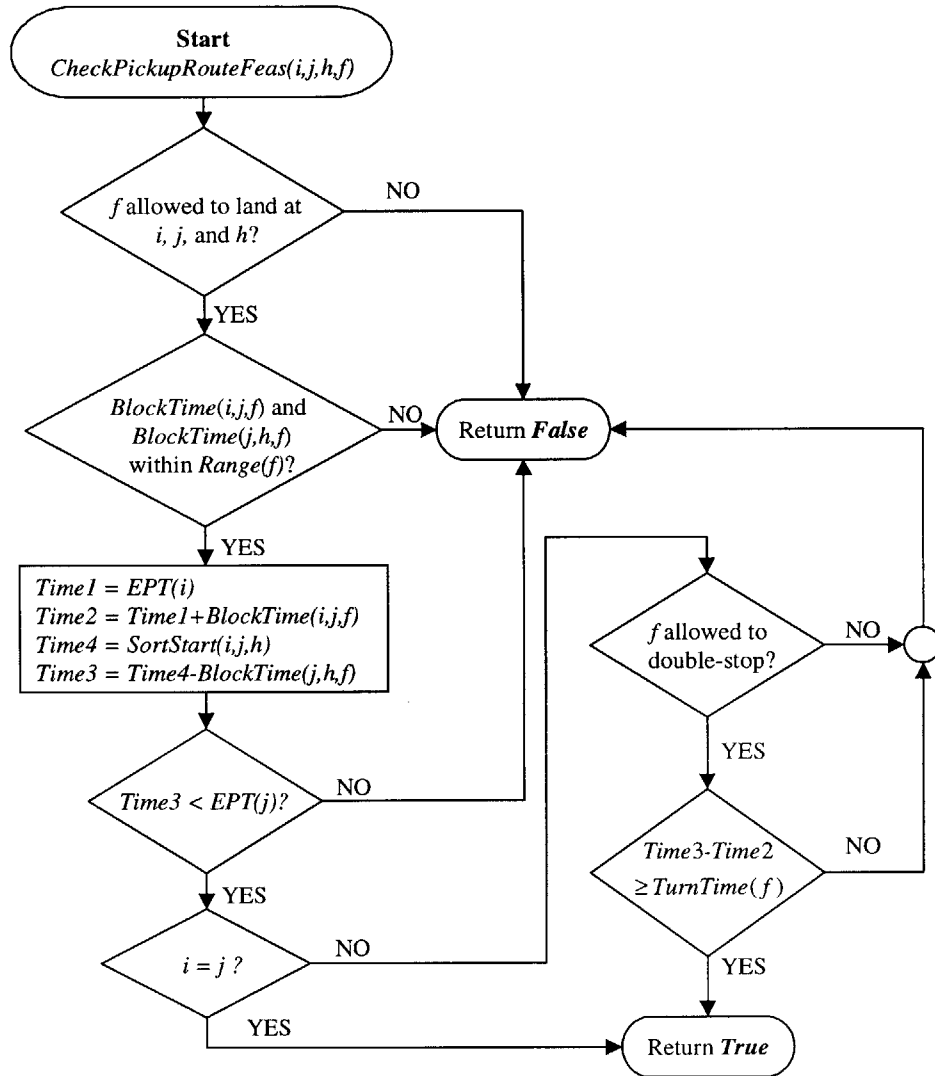 Start
CheckPickupRouteFeas(i,j,h,f)
f allowed to land at
i, j, and h?
NO
YES
BlockTime(i,j,f) and
BlockTime(j,h,f)
within Range(f)?
NO
Return False
YES
Time1 = EPT(i)
Time2 = Time1+BlockTime(i,j,f)
Time4 = SortStart(i,j,h)
Time3 = Time4-BlockTime(j,h,f)
f allowed to
double-stop?
NO
YES
Time3 < EPT(j)?
NO
YES
Time3-Time2
≥ TurnTime(f)
NO
YES
i = j ?
NO
YES
Return True